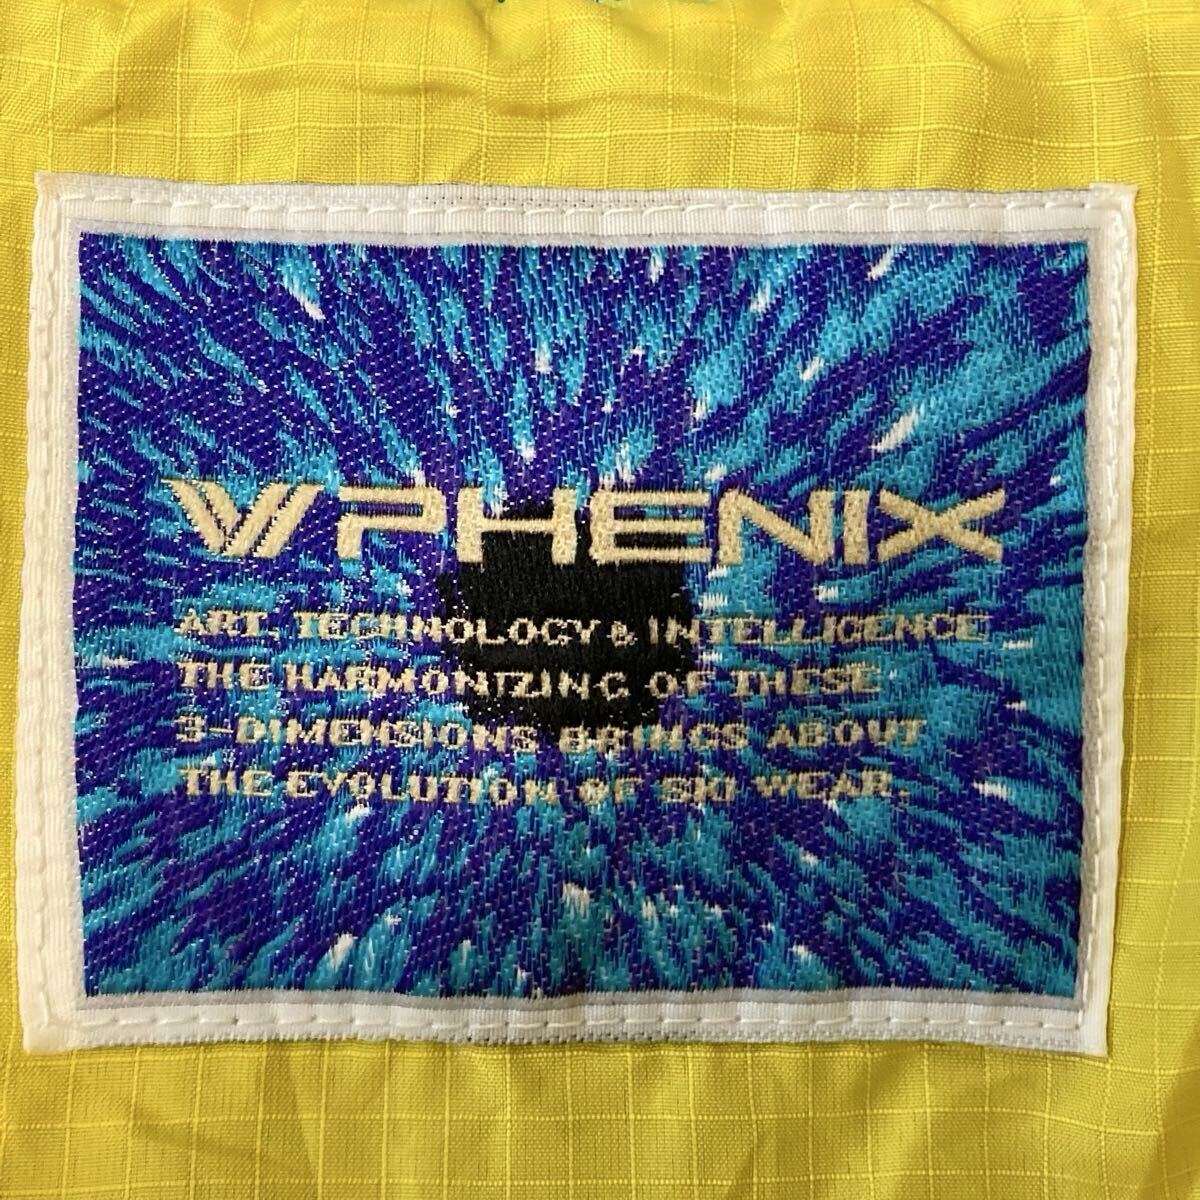 PHENIX
ART, TECHNOLOGY & INTELLIGENCE
THE HARMONIZING OF THESE
3-DIMENSIONS BRINGS ABOUT
THE EVOLUTION OF SKI WEAR.